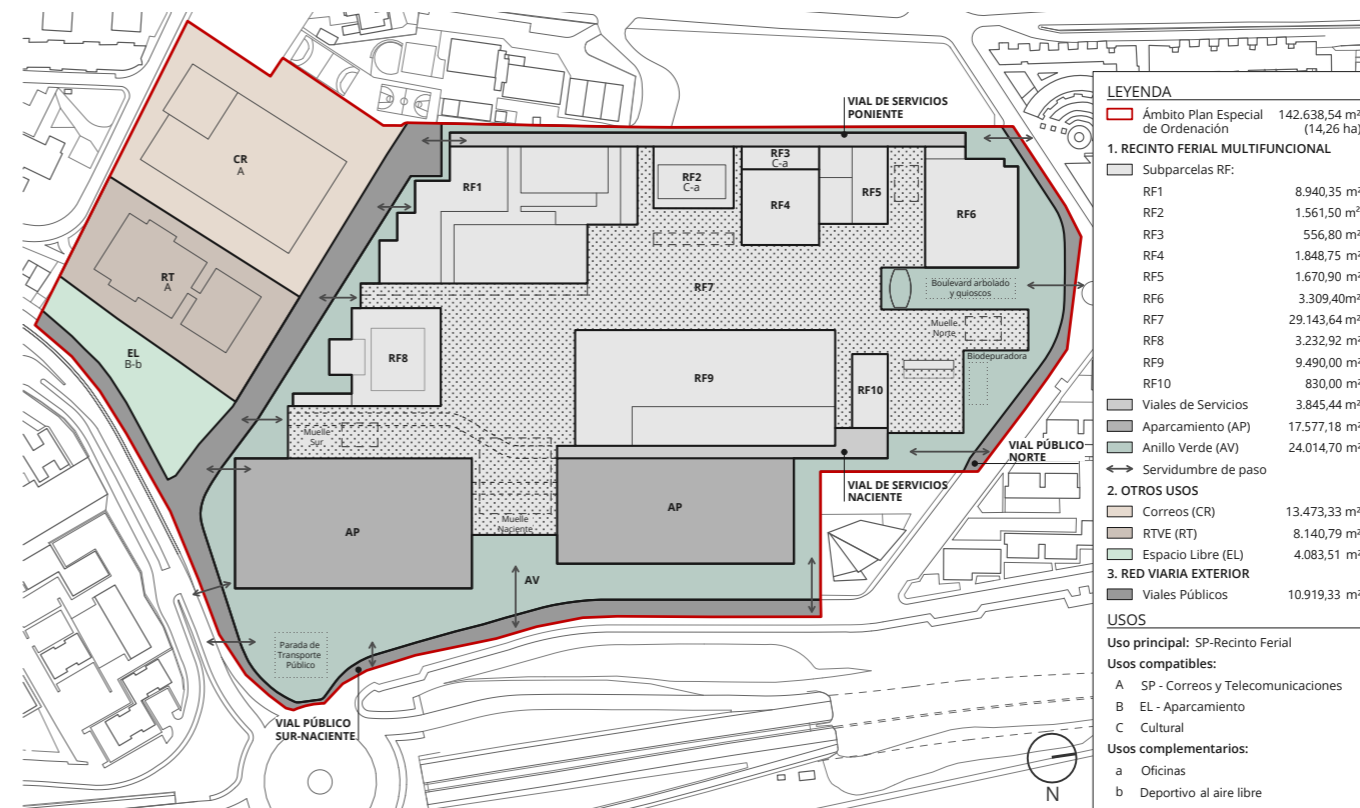 VIAL DE SERVICIOS
PONIENTE
CR
A
RT
A
EL
B-b
RF1
RF2
C-a
RF3
C-a
RF4
RF5
RF6
RF7
RF8
RF9
RF10
Boulevard arbolado
y quioscos
Muelle
Norte
Biodepuradora
Muelle
Sur
Muelle
Naciente
AP
AP
AV
VIAL PÚBLICO
NORTE
VIAL DE SERVICIOS
NACIENTE
Parada de
Transporte
Público
VIAL PÚBLICO
SUR-NACIENTE
N
LEYENDA
Ámbito Plan Especial 142.638,54 m²
de Ordenación (14,26 ha)
1. RECINTO FERIAL MULTIFUNCIONAL
Subparcelas RF:
RF1 8.940,35 m²
RF2 1.561,50 m²
RF3 556,80 m²
RF4 1.848,75 m²
RF5 1.670,90 m²
RF6 3.309,40m²
RF7 29.143,64 m²
RF8 3.232,92 m²
RF9 9.490,00 m²
RF10 830,00 m²
Viales de Servicios 3.845,44 m²
Aparcamiento (AP) 17.577,18 m²
Anillo Verde (AV) 24.014,70 m²
Servidumbre de paso
2. OTROS USOS
Correos (CR) 13.473,33 m²
RTVE (RT) 8.140,79 m²
Espacio Libre (EL) 4.083,51 m²
3. RED VIARIA EXTERIOR
Viales Públicos 10.919,33 m²
USOS
Uso principal: SP-Recinto Ferial
Usos compatibles:
A SP - Correos y Telecomunicaciones
B EL - Aparcamiento
C Cultural
Usos complementarios:
a Oficinas
b Deportivo al aire libre